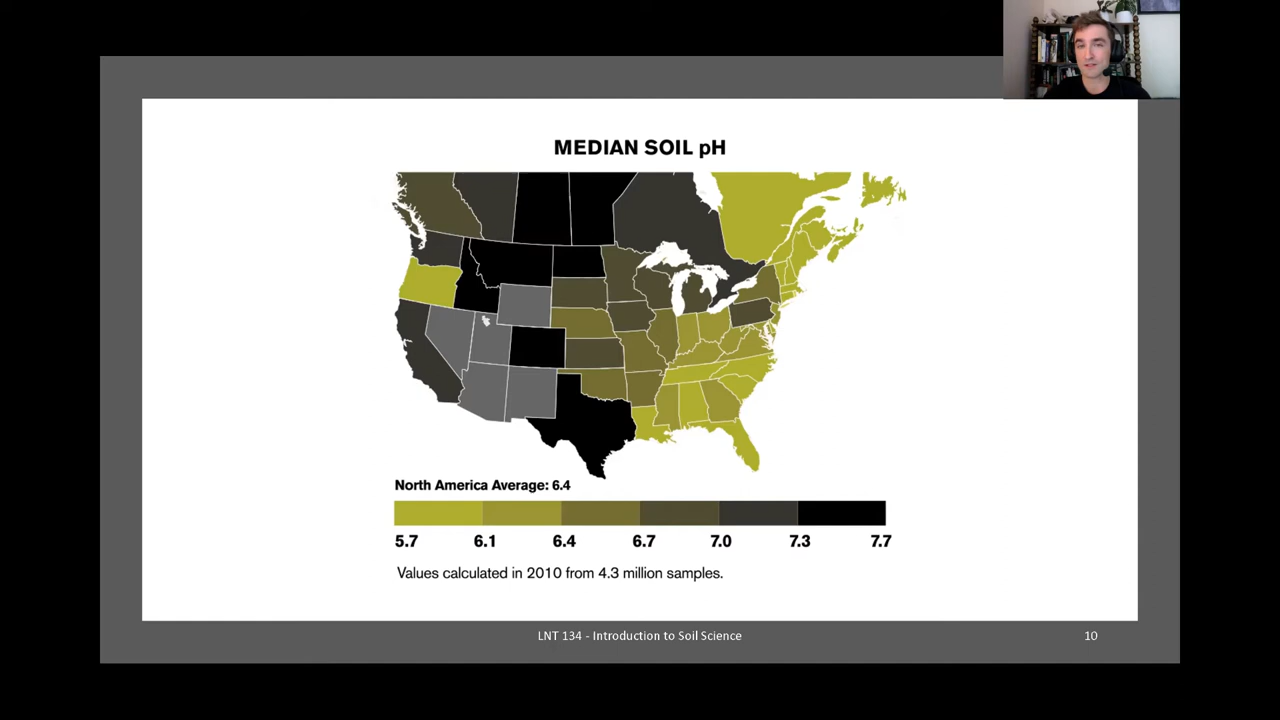 MEDIAN SOIL pH
North America Average: 6.4
5.7 6.1 6.4 6.7 7.0 7.3 7.7
Values calculated in 2010 from 4.3 million samples.
LNT 134 - Introduction to Soil Science
10